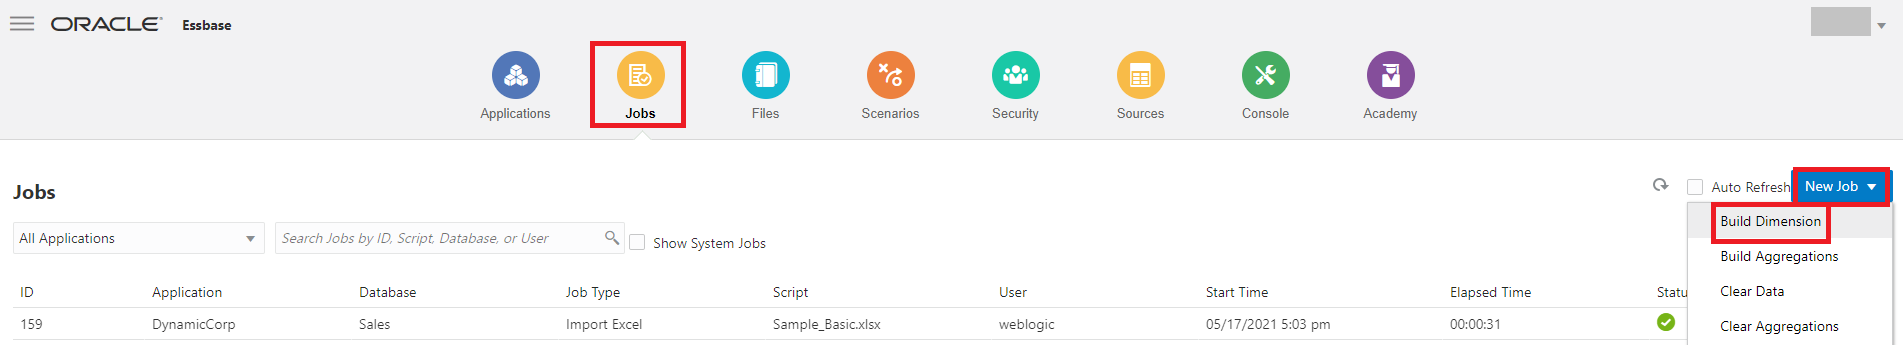 ORACLE Essbase
Applications Jobs Files Scenarios Security Sources Console Academy
Jobs
Auto Refresh New Job
All Applications Search Jobs by ID, Script, Database, or User Show System Jobs
Build Dimension
Build Aggregations
Clear Data
Clear Aggregations
ID Application Database Job Type Script User Start Time Elapsed Time Statu
159 DynamicCorp Sales Import Excel Sample_Basic.xlsx weblogic 05/17/2021 5:03 pm 00:00:31